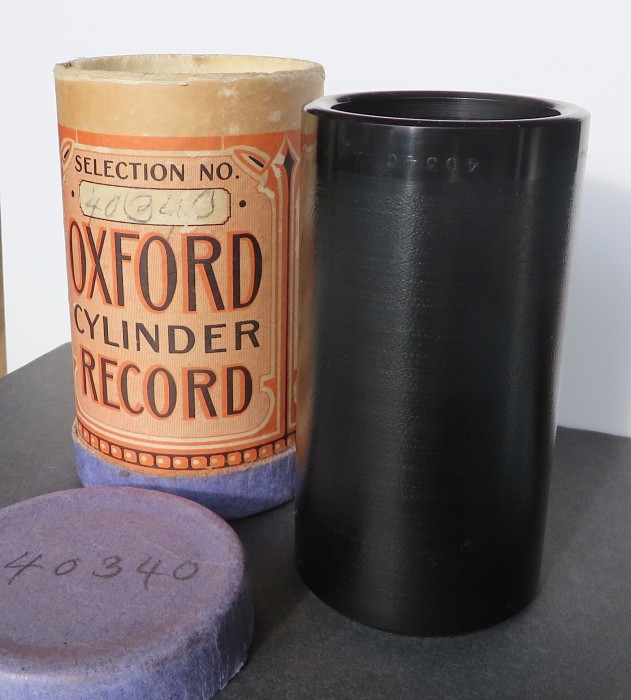 SELECTION NO.
40340
OXFORD
CYLINDER
RECORD
40340